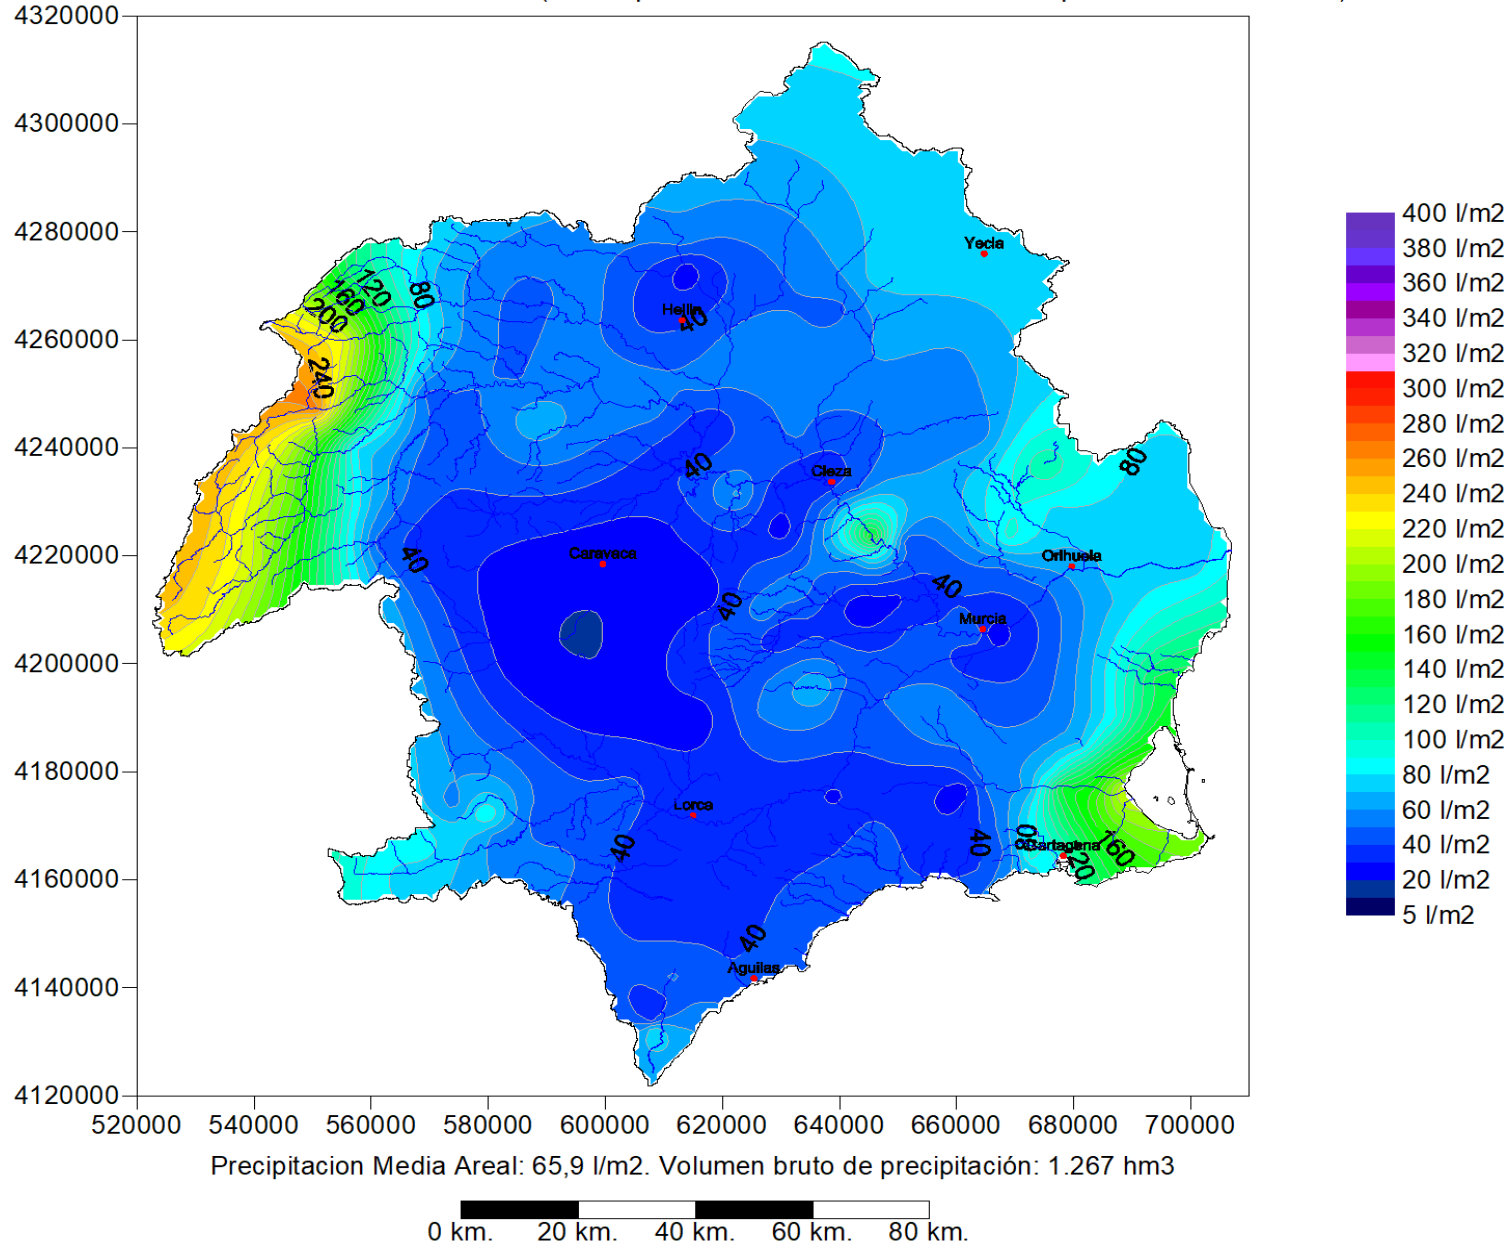 4320000
4300000
4280000
4260000
4240000
4220000
4200000
4180000
4160000
4140000
4120000
520000 540000 560000 580000 600000 620000 640000 660000 680000 700000
Yecla
Hellin
Cieza
Caravaca
Orihuela
Murcia
Lorca
Cartagena
Aguilas
80
120
160
200
240
40
40
40
40
40
80
40
40
80
120
160
40
400 l/m2
380 l/m2
360 l/m2
340 l/m2
320 l/m2
300 l/m2
280 l/m2
260 l/m2
240 l/m2
220 l/m2
200 l/m2
180 l/m2
160 l/m2
140 l/m2
120 l/m2
100 l/m2
80 l/m2
60 l/m2
40 l/m2
20 l/m2
5 l/m2
Precipitacion Media Areal: 65,9 l/m2. Volumen bruto de precipitación: 1.267 hm3
0 km. 20 km. 40 km. 60 km. 80 km.